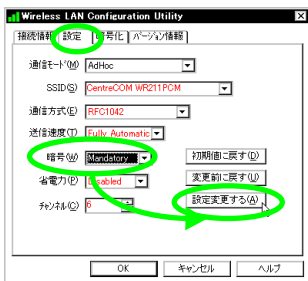 Wireless LAN Configuration Utility
接続情報 設定 暗号化 バージョン情報
通信モード(M) AdHoc
SSID(S) CentreCOM WR211PCM
通信方式(E) RFC1042
送信速度(T) Fully Automatic
暗号(W) Mandatory 初期値に戻す(D)
省電力(P) Disabled 変更前に戻す(U)
チャンネル(C) 6 設定変更する(A)
OK キャンセル ヘルプ